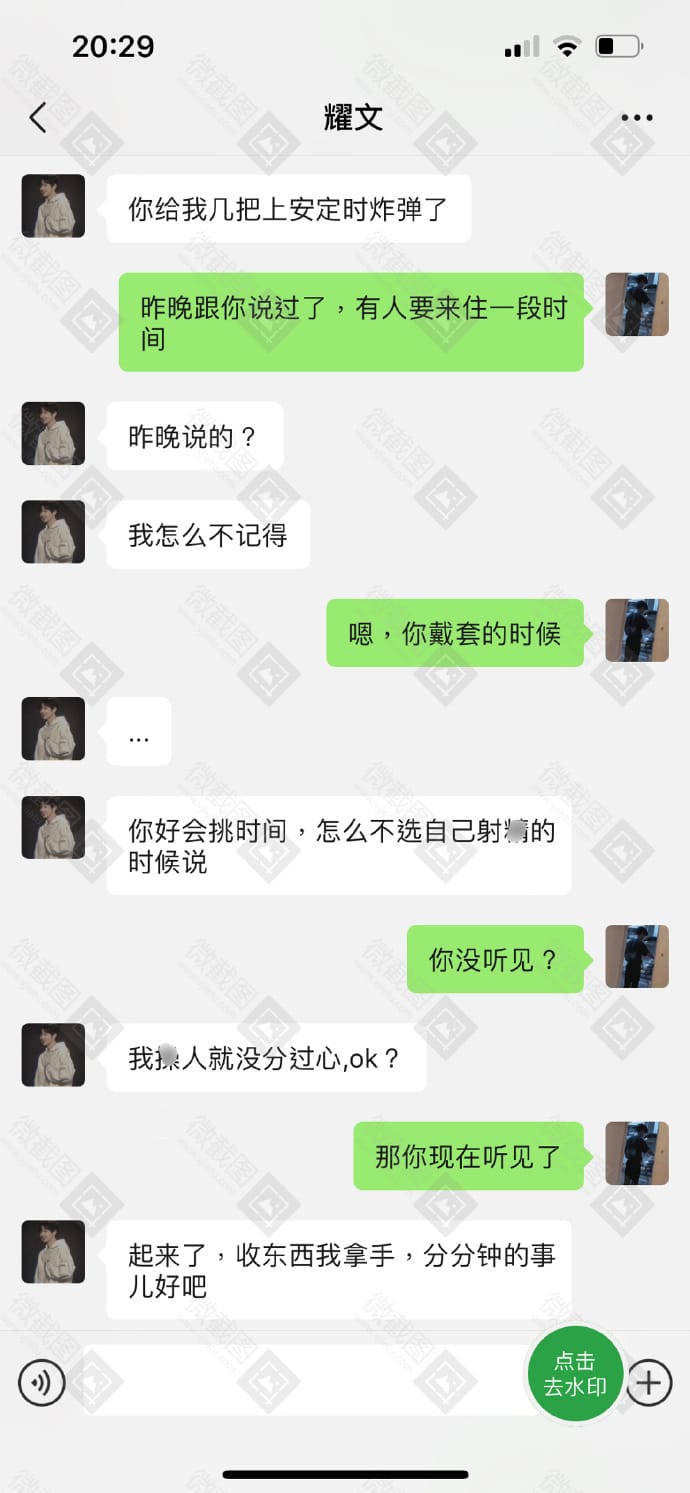 20:29
耀文
你给我几把上安定时炸弹了
昨晚跟你说过了，有人要来住一段时
间
昨晚说的？
我怎么不记得
嗯，你戴套的时候
...
你好会挑时间，怎么不选自己射精的
时候说
你没听见？
我操人就没分过心,ok？
那你现在听见了
起来了，收东西我拿手，分分钟的事
儿好吧
点击
去水印
微截图